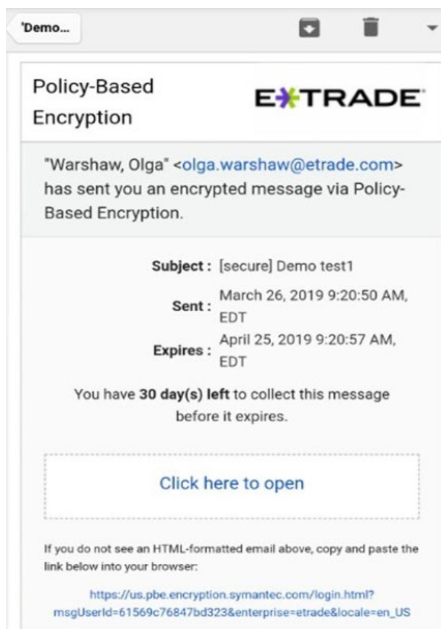 'Demo...
Policy-Based
Encryption
E*TRADE
"Warshaw, Olga" <olga.warshaw@etrade.com>
has sent you an encrypted message via Policy-
Based Encryption.
Subject : [secure] Demo test1
Sent : March 26, 2019 9:20:50 AM,
EDT
Expires : April 25, 2019 9:20:57 AM,
EDT
You have 30 day(s) left to collect this message
before it expires.
Click here to open
If you do not see an HTML-formatted email above, copy and paste the
link below into your browser:
https://us.pbe.encryption.symantec.com/login.html?
msgUserId=61569c76847bd323&enterprise=etrade&locale=en_US